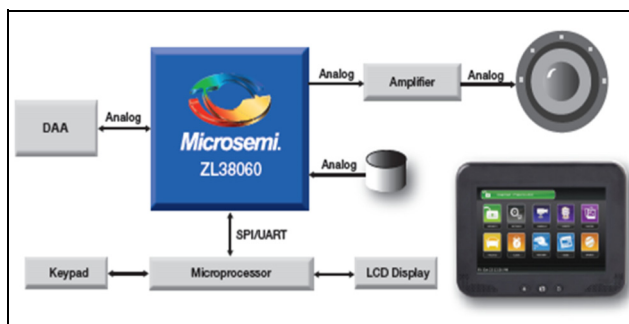 Analog
Amplifier
Analog
DAA
Analog
Microsemi.
ZL38060
Analog
SPI/UART
Keypad
Microprocessor
LCD Display